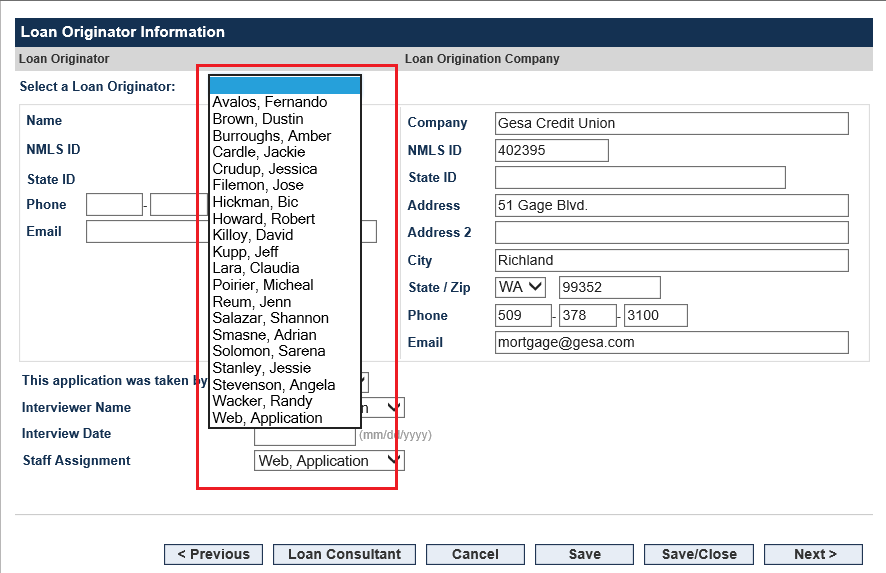 Loan Originator Information
Loan Originator
Loan Origination Company
Select a Loan Originator:
Avalos, Fernando
Brown, Dustin
Burroughs, Amber
Cardle, Jackie
Crudup, Jessica
Filemon, Jose
Hickman, Bic
Howard, Robert
Killoy, David
Kupp, Jeff
Lara, Claudia
Poirier, Micheal
Reum, Jenn
Salazar, Shannon
Smasne, Adrian
Solomon, Sarena
Stanley, Jessie
Stevenson, Angela
Wacker, Randy
Web, Application
Name
NMLS ID
State ID
Phone - 
Email
Company Gesa Credit Union
NMLS ID 402395
State ID
Address 51 Gage Blvd.
Address 2
City Richland
State / Zip WA 99352
Phone 509 - 378 - 3100
Email mortgage@gesa.com
This application was taken by
Interviewer Name n
Interview Date (mm/dd/yyyy)
Staff Assignment Web, Application
< Previous Loan Consultant Cancel Save Save/Close Next >